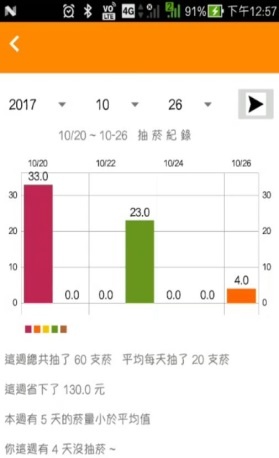 4G 91% 下午12:57
2017 10 26
10/20 ~ 10-26 抽菸紀錄
10/20 10/22 10/24 10/26
33.0
30 30
23.0
20 20
10 10
4.0
0.0 0.0 0.0 0.0
0 0
這週總共抽了 60 支菸 平均每天抽了 20 支菸
這週省下了 130.0 元
本週有 5 天的菸量小於平均值
你這週有 4 天沒抽菸 ~